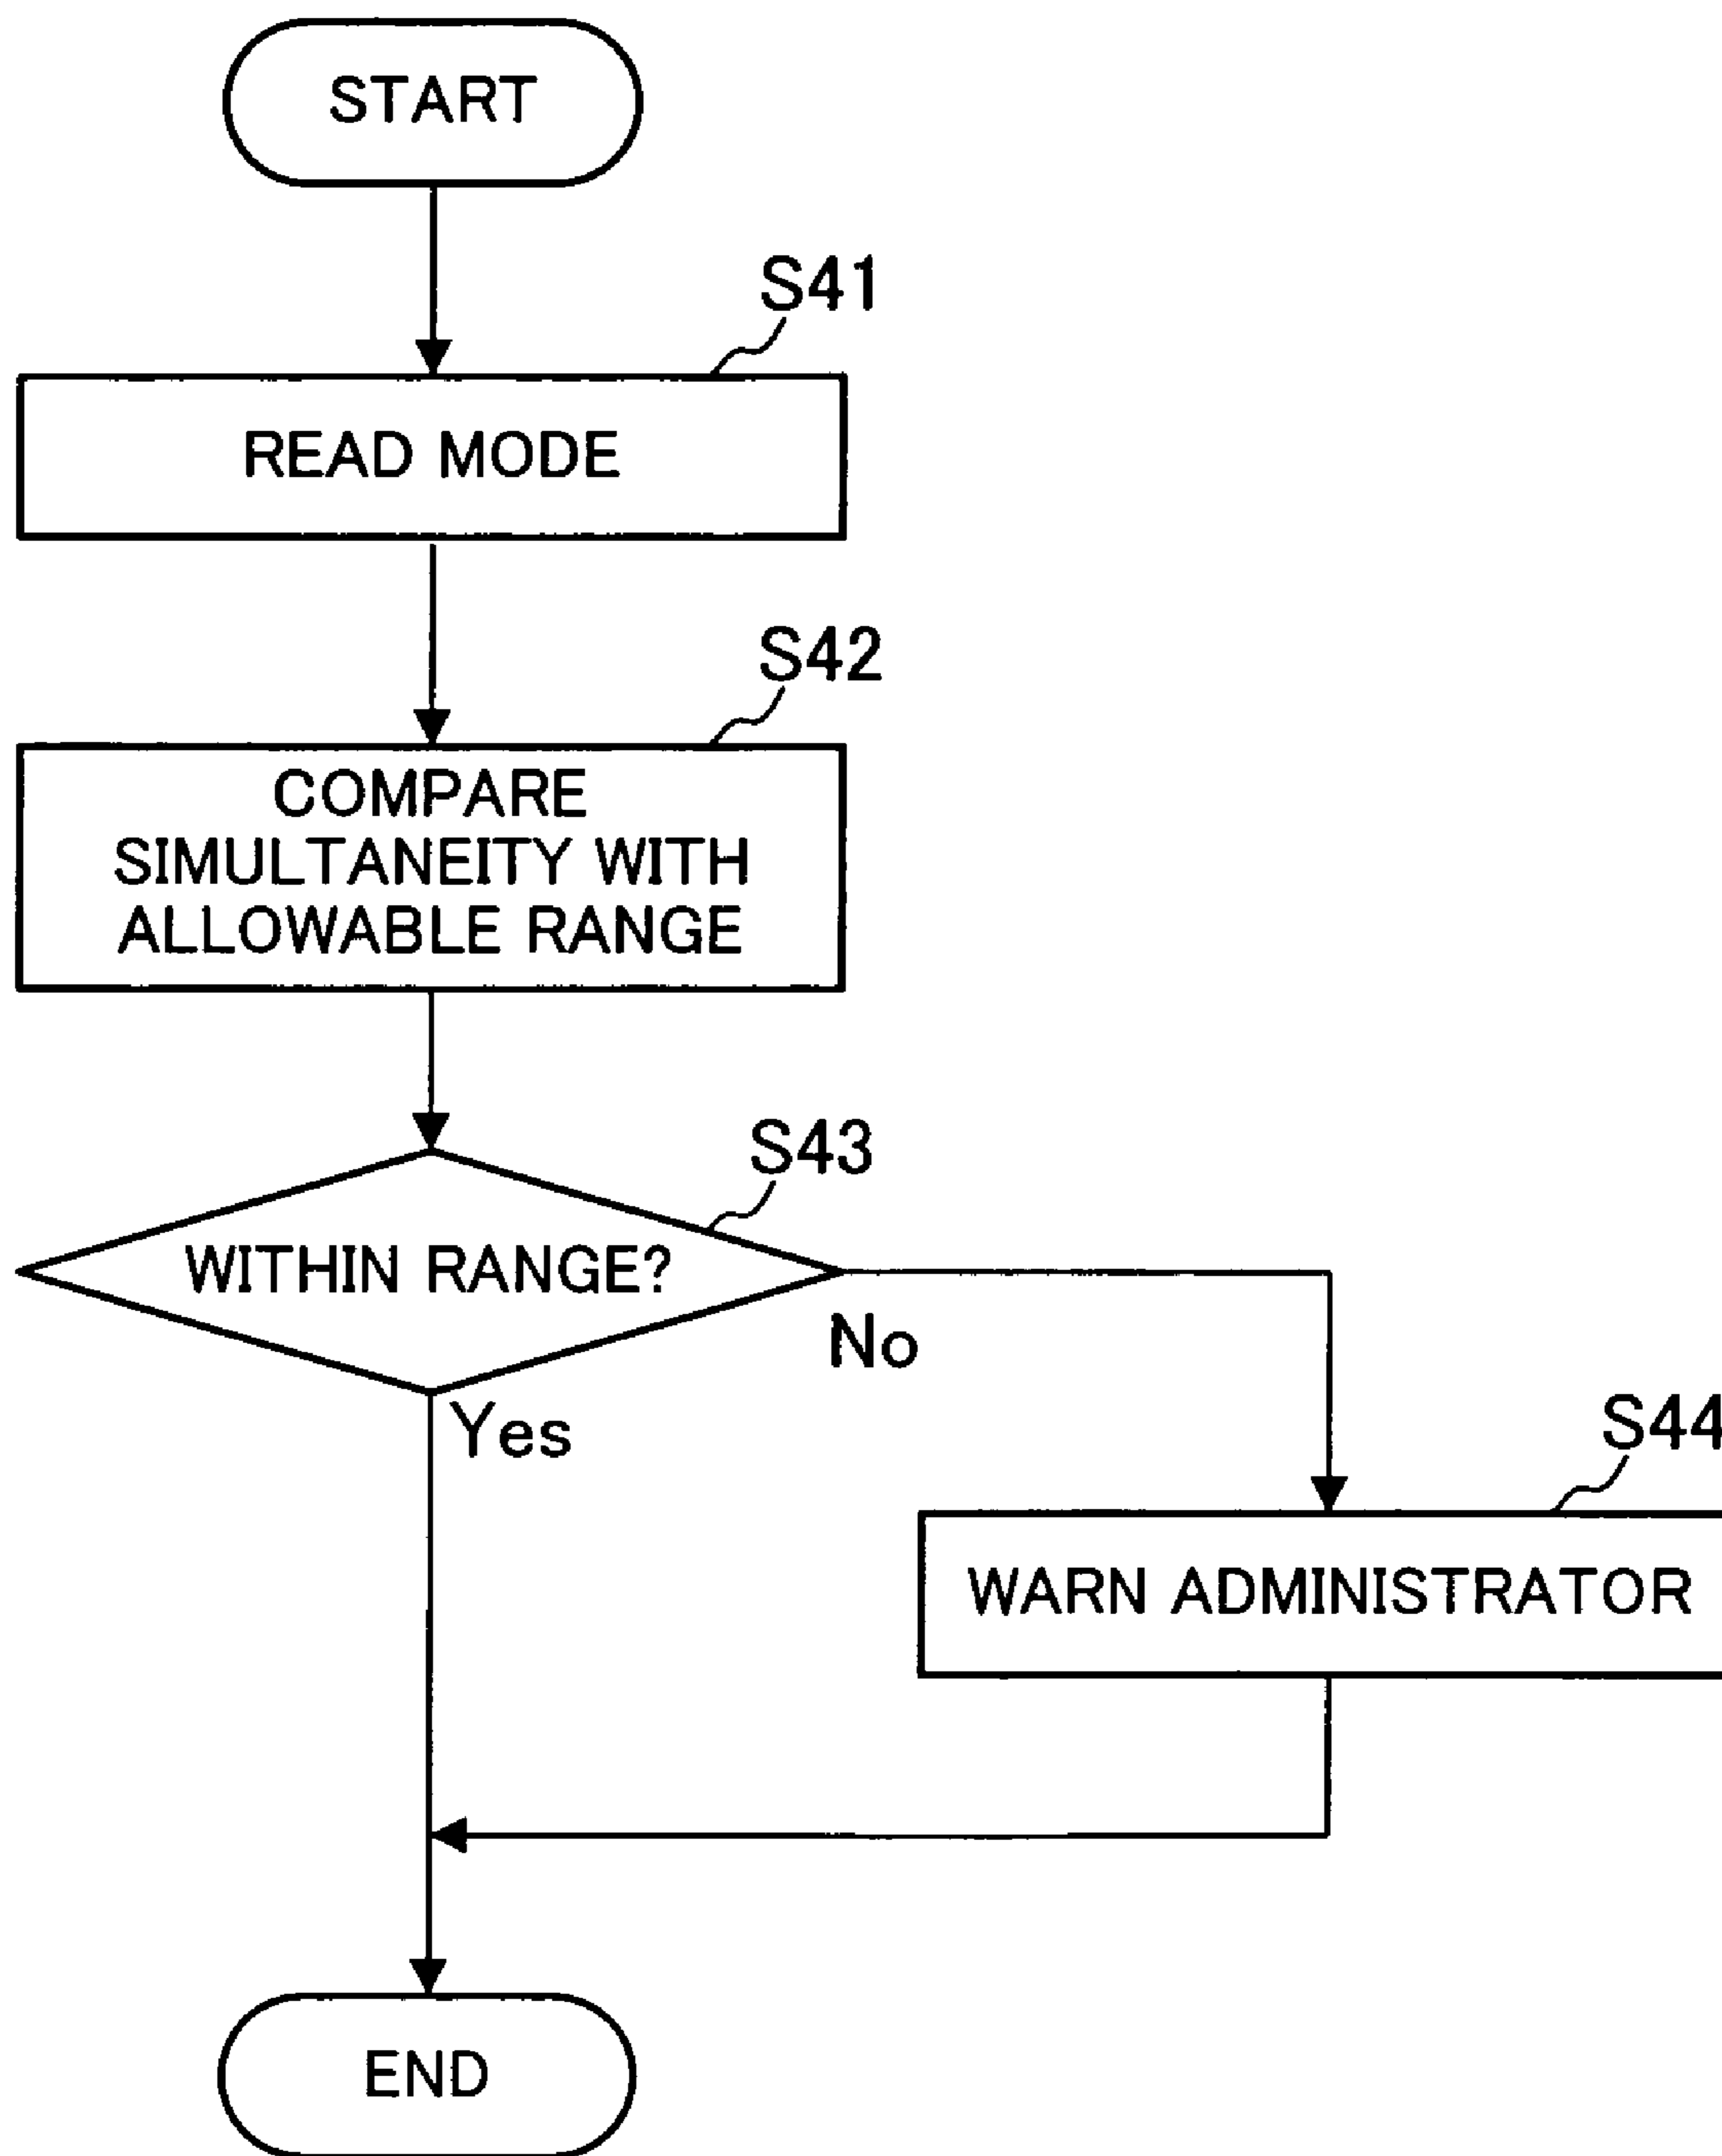 START
S41
READ MODE
S42
COMPARE
SIMULTANEITY WITH
ALLOWABLE RANGE
S43
WITHIN RANGE?
No
Yes
S44
WARN ADMINISTRATOR
END